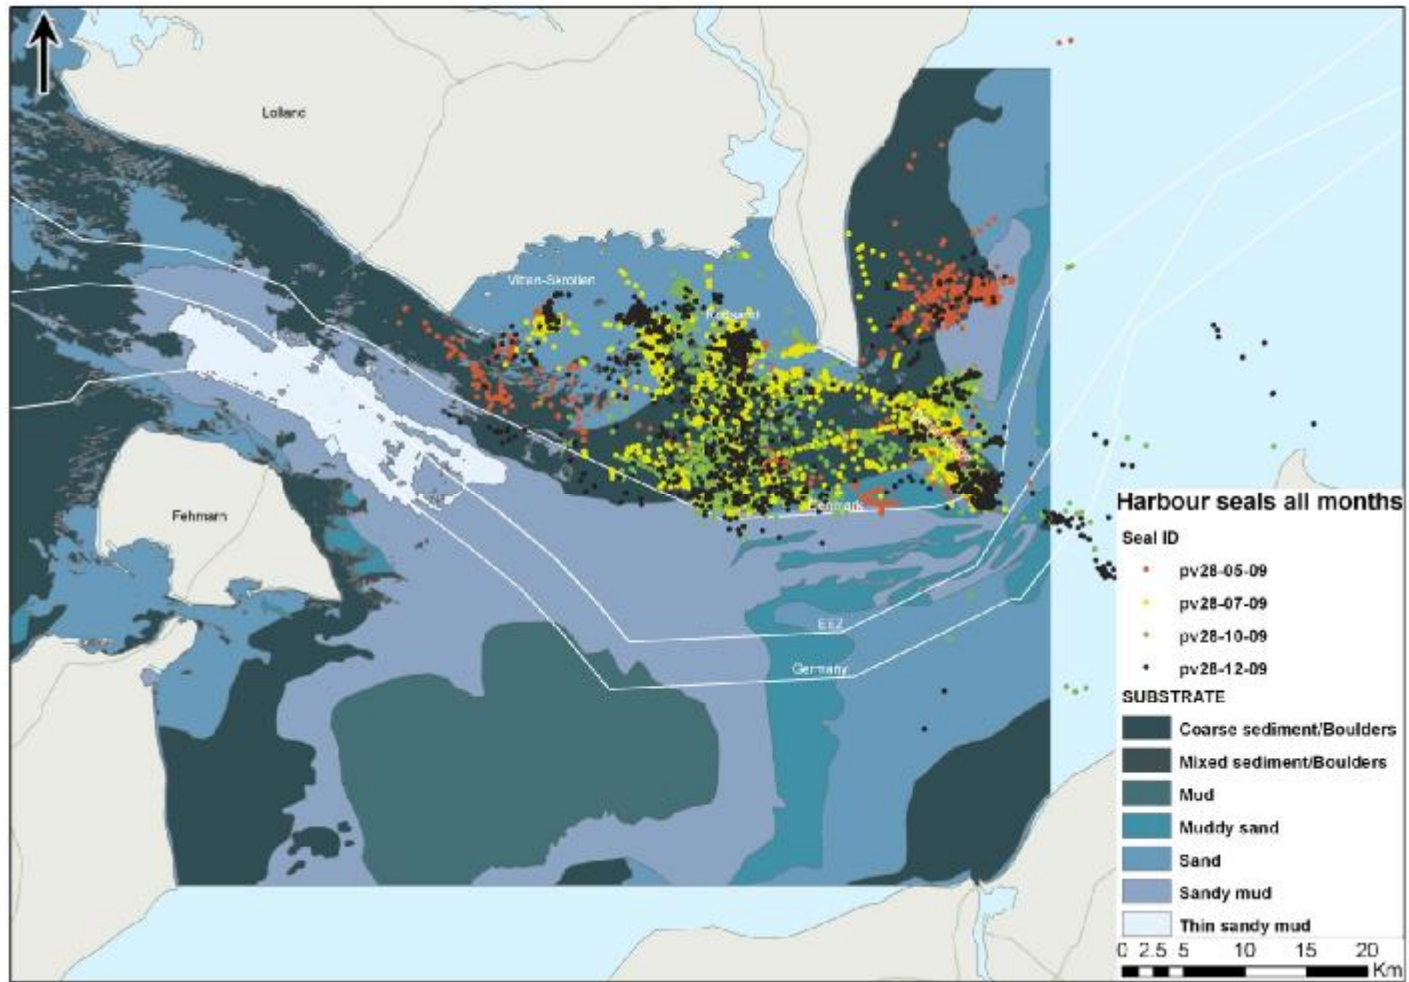 Lolland
Vitten-Skrollen
Rødsand
Fehmarn
Denmark
EEZ
Germany
Harbour seals all months
Seal ID
pv28-05-09
pv28-07-09
pv28-10-09
pv28-12-09
SUBSTRATE
Coarse sediment/Boulders
Mixed sediment/Boulders
Mud
Muddy sand
Sand
Sandy mud
Thin sandy mud
0 2.5 5 10 15 20
Km